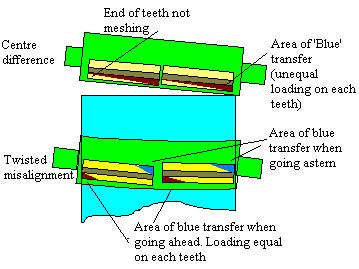 End of teeth not
meshing
Centre
difference
Area of 'Blue'
transfer
(unequal
loading on each
teeth)
Area of blue
transfer when
going astern
Twisted
misalignment
Area of blue transfer when
going ahead. Loading equal
on each teeth